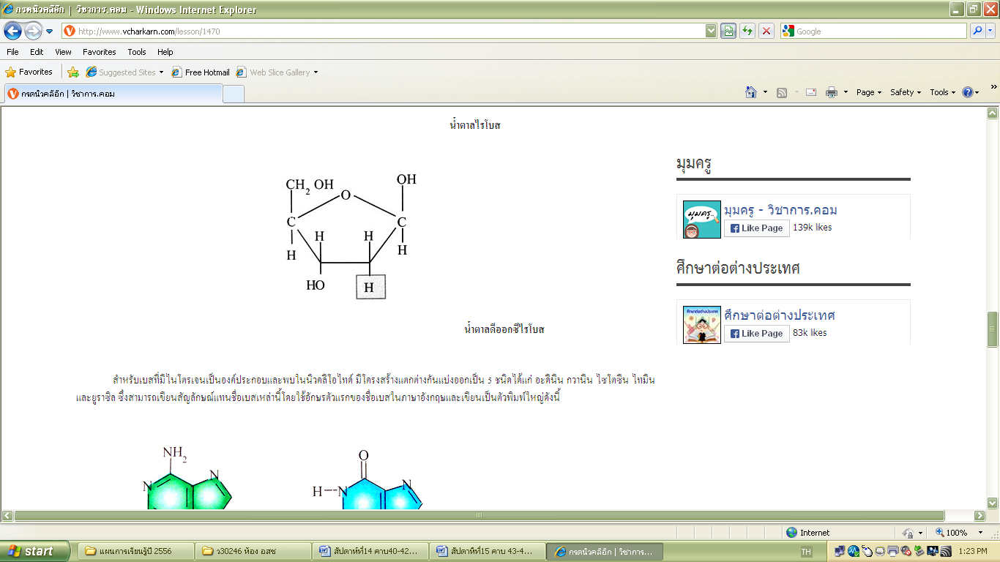 กรดนิวคลีอีก | วิชาการ.คอม - Windows Internet Explorer
http://www.vcharkarn.com/lesson/1470
Google
File Edit View Favorites Tools Help
Favorites Suggested Sites Free Hotmail Web Slice Gallery
กรดนิวคลีอีก | วิชาการ.คอม
Page Safety Tools
น้ำตาลไรโบส
CH2 OH O OH
C C
H H H H
HO H
น้ำตาลดีออกซีไรโบส
สำหรับเบสที่มีไนโตรเจนเป็นองค์ประกอบและพบในนิวคลีโอไทด์ มีโครงสร้างแตกต่างกันแบ่งออกเป็น 5 ชนิดได้แก่ อะดีนีน กวานีน ไซโตซีน ไทมีน
และยูราซิล ซึ่งสามารถเขียนสัญลักษณ์แทนชื่อเบสเหล่านี้โดยใช้อักษรตัวแรกของชื่อเบสในภาษาอังกฤษและเขียนเป็นตัวพิมพ์ใหญ่ดังนี้
NH2 O
N N H N N
มุมครู
มุมครู
มุมครู - วิชาการ.คอม
Like Page 139k likes
ศึกษาต่อต่างประเทศ
ศึกษาต่อต่างประเทศ
ศึกษาต่อต่างประเทศ
Like Page 83k likes
Internet 100%
start แผนการเรียนรู้ปี 2556 ว30246 ห้อง อสช สัปดาห์ที่14 คาบ40-42... สัปดาห์ที่15 คาบ 43-4... กรดนิวคลีอีก | วิชาการ... TH 1:23 PM